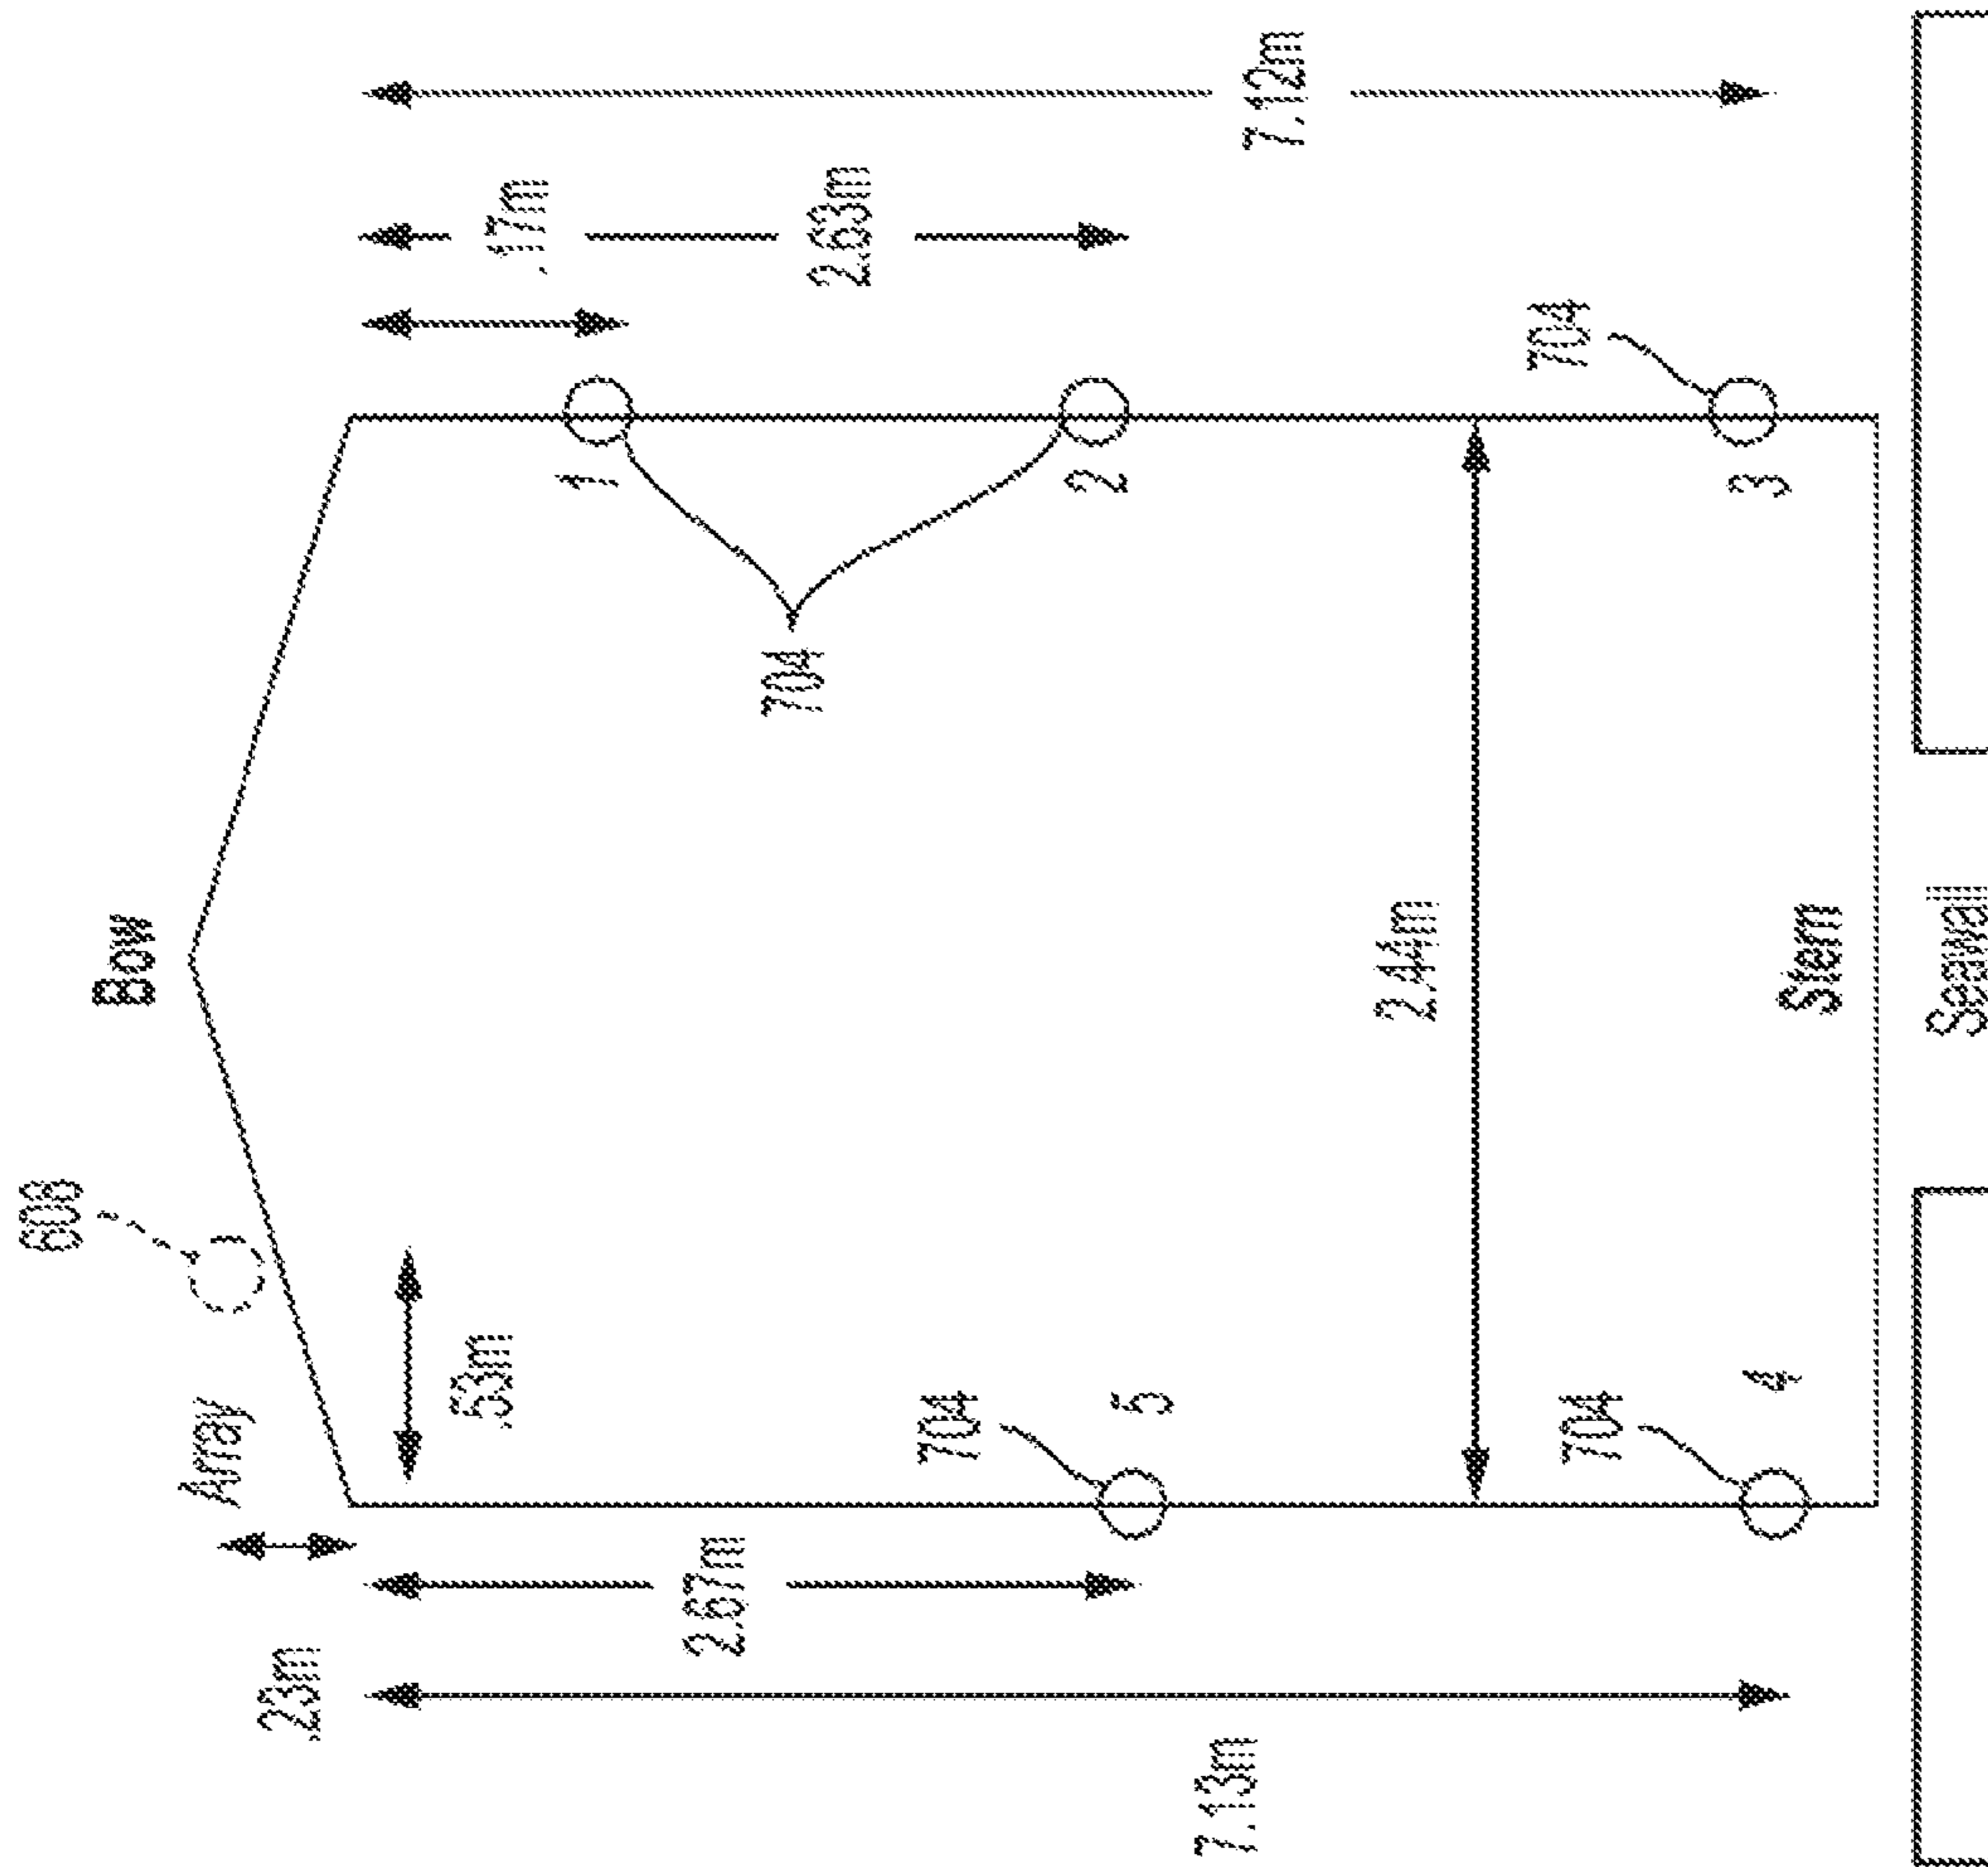 Bow
608
Array
.23m
.53m
2.67m
7.13m
.17m
2.63m
7.12m
1
2
3
704
704
704
5
704
4
2.44m
Stern
Seawall